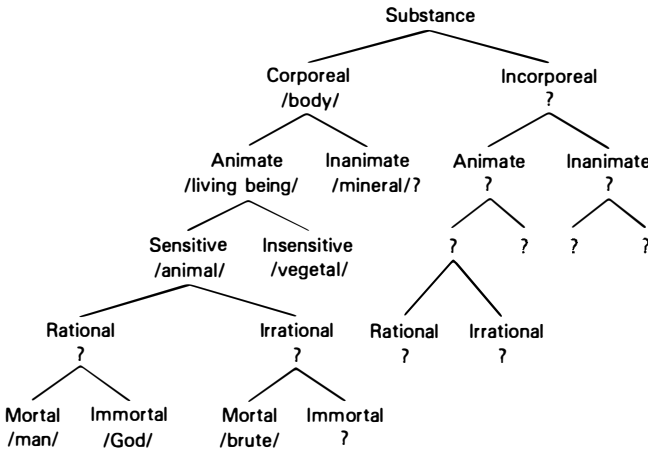 Substance
Corporeal Incorporeal
/body/ ?
Animate Inanimate Animate Inanimate
/living being/ /mineral/? ? ?
Sensitive Insensitive ? ? ? ?
/animal/ /vegetal/
Rational Irrational Rational Irrational
? ? ? ?
Mortal Immortal Mortal Immortal
/man/ /God/ /brute/ ?